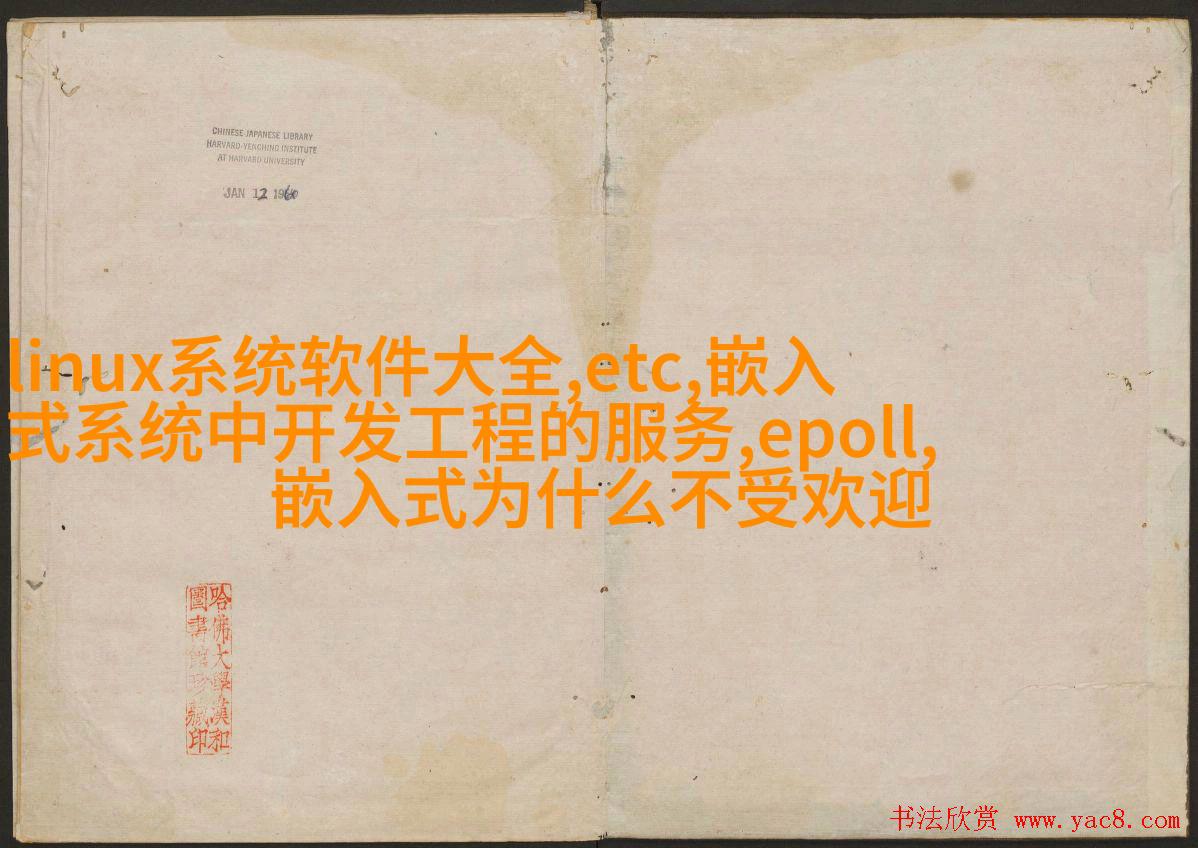 CHINESE-JAPANESE LIBRARY
HARVARD-YENCHING INSTITUTE
AT HARVARD UNIVERSITY
JAN 12 1960
linux系统软件大全,etc,嵌入
式系统中开发工程的服务,epoll,
嵌入式为什么不受欢迎
哈佛大學漢和
圖書館珍藏印
书法欣赏 www.yac8.com